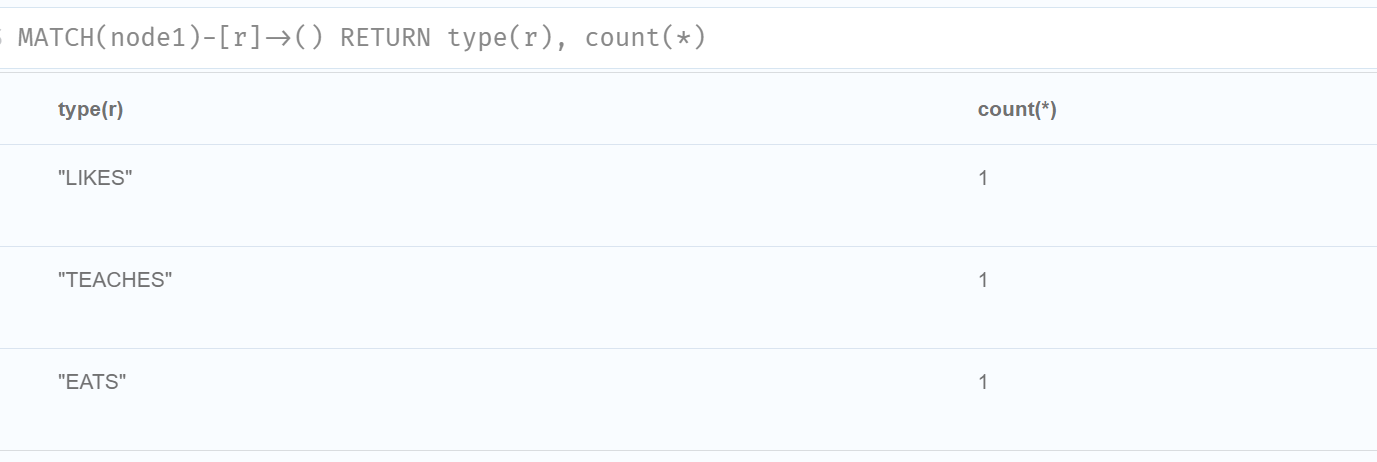 MATCH(node1)-[r]->() RETURN type(r), count(*)
type(r) count(*)
"LIKES" 1
"TEACHES" 1
"EATS" 1